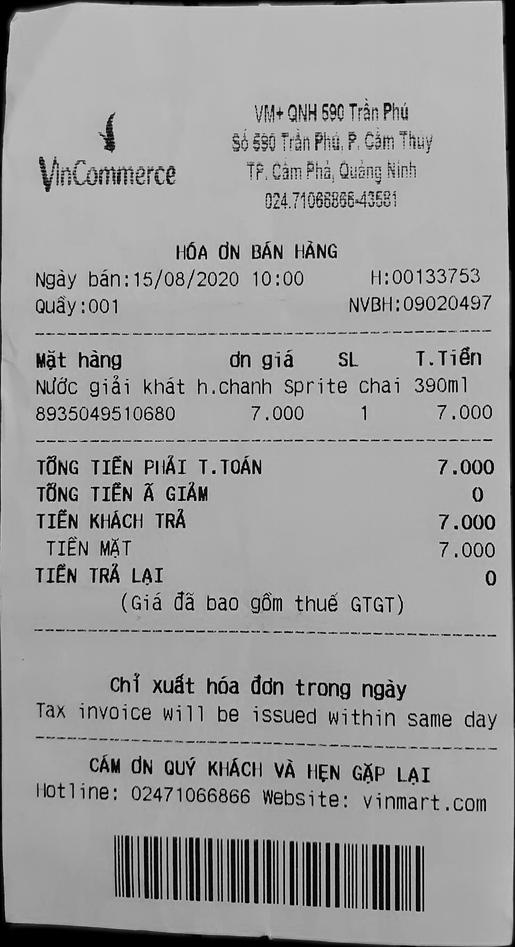 VinCommerce
VM+ QNH 590 Trần Phú
Số 590 Trần Phú, P. Cẩm Thủy
TP. Cẩm Phả, Quảng Ninh
024.71066866-43581
HÓA ƠN BÁN HÀNG
Ngày bán:15/08/2020 10:00 H:00133753
Quầy:001 NVBH:09020497
Mặt hàng ơn giá SL T.Tiền
Nước giải khát h.chanh Sprite chai 390ml
8935049510680 7.000 1 7.000
TỔNG TIỀN PHẢI T.TOÁN 7.000
TỔNG TIỀN Ã GIẢM 0
TIỀN KHÁCH TRẢ 7.000
TIỀN MẶT 7.000
TIỀN TRẢ LẠI 0
(Giá đã bao gồm thuế GTGT)
Chỉ xuất hóa đơn trong ngày
Tax invoice will be issued within same day
CẢM ƠN QUÝ KHÁCH VÀ HẸN GẶP LẠI
Hotline: 02471066866 Website: vinmart.com